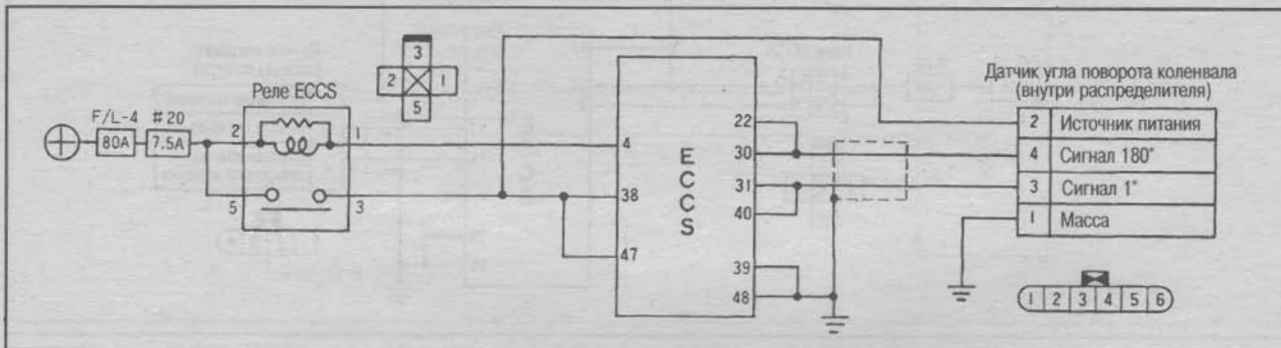 Реле ECCS
F/L-4 #20
80A 7.5A
2 1
5 3
3
2 1
5
4
38
47
ECCS
22
30
31
40
39
48
Датчик угла поворота коленвала
(внутри распределителя)
2 Источник питания
4 Сигнал 180°
3 Сигнал 1°
1 Масса
1 2 3 4 5 6